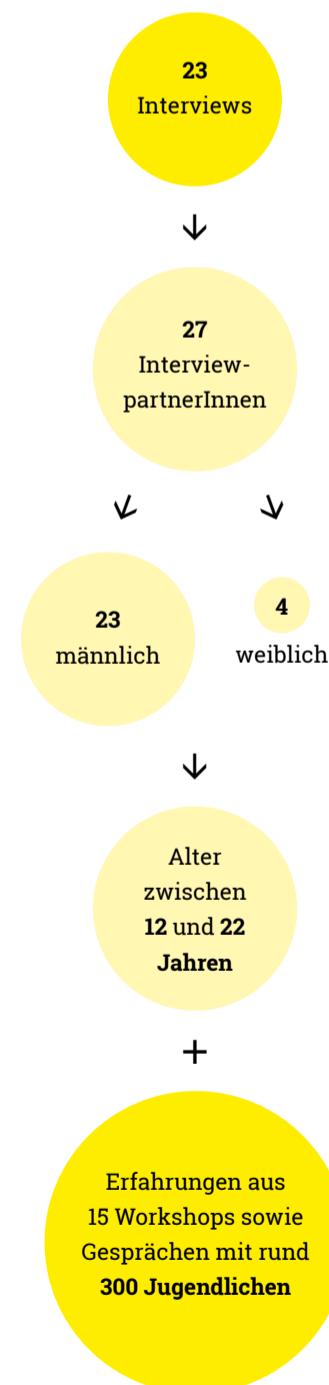 23
Interviews
27
Interview-
partnerInnen
23
männlich
4
weiblich
Alter
zwischen
12 und 22
Jahren
+
Erfahrungen aus
15 Workshops sowie
Gesprächen mit rund
300 Jugendlichen